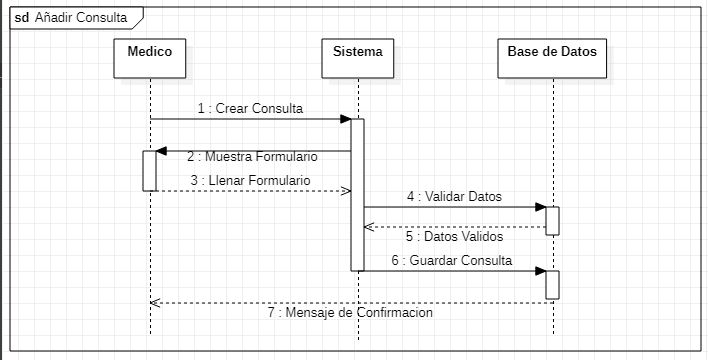 sd Añadir Consulta
Medico
Sistema
Base de Datos
1 : Crear Consulta
2 : Muestra Formulario
3 : Llenar Formulario
4 : Validar Datos
5 : Datos Validos
6 : Guardar Consulta
7 : Mensaje de Confirmacion